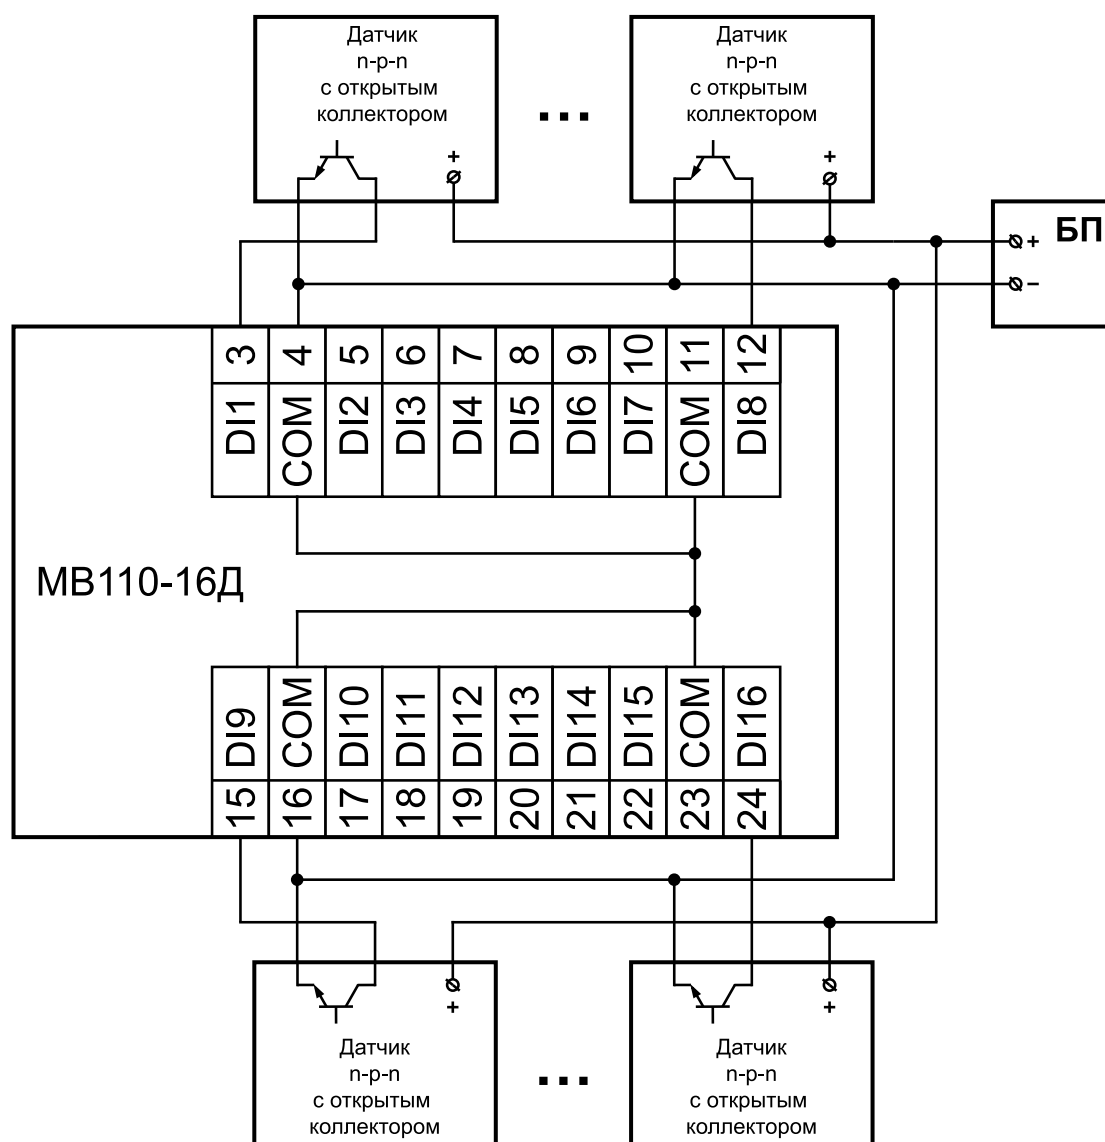 Датчик
n-p-n
с открытым
коллектором
+
...
Датчик
n-p-n
с открытым
коллектором
+
БП
+
–
3 4 5 6 7 8 9 10 11 12
DI1 COM DI2 DI3 DI4 DI5 DI6 DI7 COM DI8
МВ110-16Д
DI9 COM DI10 DI11 DI12 DI13 DI14 DI15 COM DI16
15 16 17 18 19 20 21 22 23 24
+
Датчик
n-p-n
с открытым
коллектором
...
+
Датчик
n-p-n
с открытым
коллектором